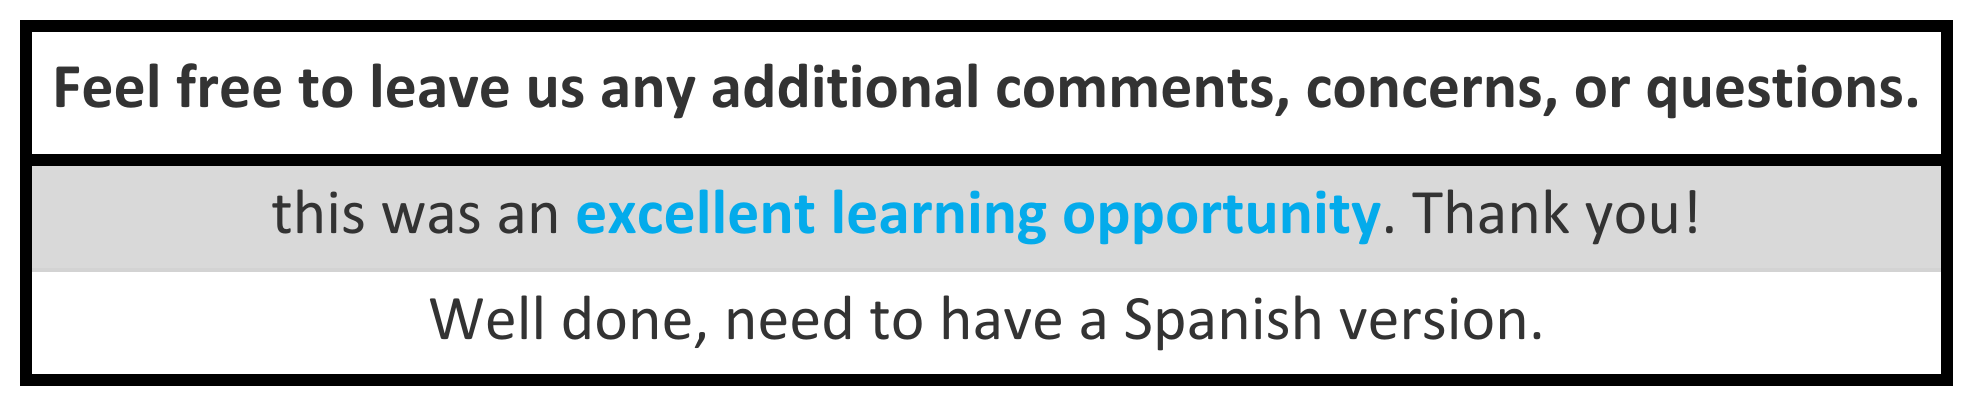 Feel free to leave us any additional comments, concerns, or questions.
this was an excellent learning opportunity. Thank you!
Well done, need to have a Spanish version.